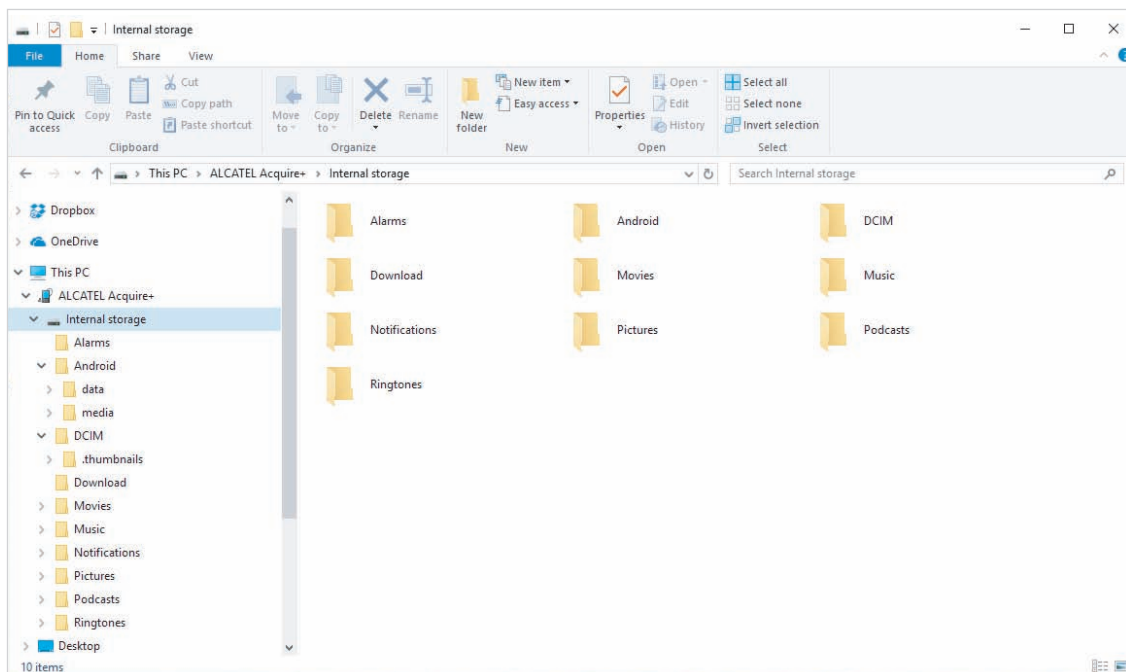 Internal storage
File Home Share View
Pin to Quick access
Copy
Paste
Cut
Copy path
Paste shortcut
Clipboard
Move to
Copy to
Delete
Rename
Organize
New folder
New item
Easy access
New
Properties
Open
Edit
History
Open
Select all
Select none
Invert selection
Select
This PC > ALCATEL Acquire+ > Internal storage
Search Internal storage
Dropbox
OneDrive
This PC
ALCATEL Acquire+
Internal storage
Alarms
Android
data
media
DCIM
.thumbnails
Download
Movies
Music
Notifications
Pictures
Podcasts
Ringtones
Desktop
Alarms Android DCIM
Download Movies Music
Notifications Pictures Podcasts
Ringtones
10 items